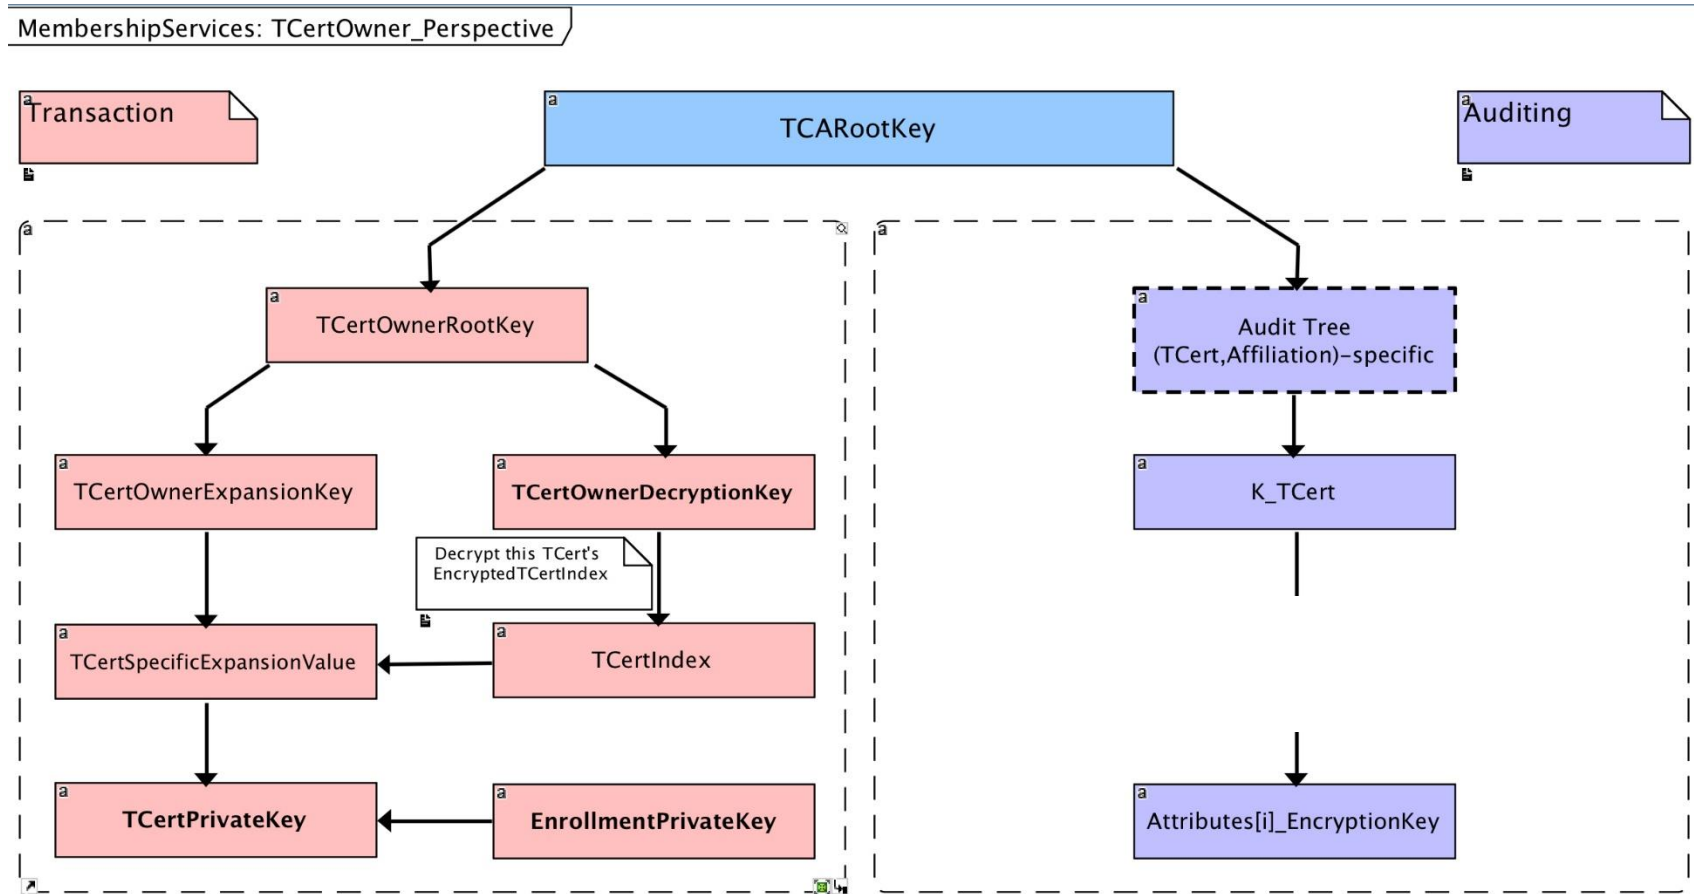 MembershipServices: TCertOwner_Perspective
a
Transaction
a
TCARootKey
a
Auditing
a
a
a
TCertOwnerRootKey
a
Audit Tree
(TCert,Affiliation)-specific
a
TCertOwnerExpansionKey
a
TCertOwnerDecryptionKey
a
K_TCert
Decrypt this TCert's
EncryptedTCertIndex
a
TCertSpecificExpansionValue
a
TCertIndex
a
TCertPrivateKey
a
EnrollmentPrivateKey
a
Attributes[i]_EncryptionKey